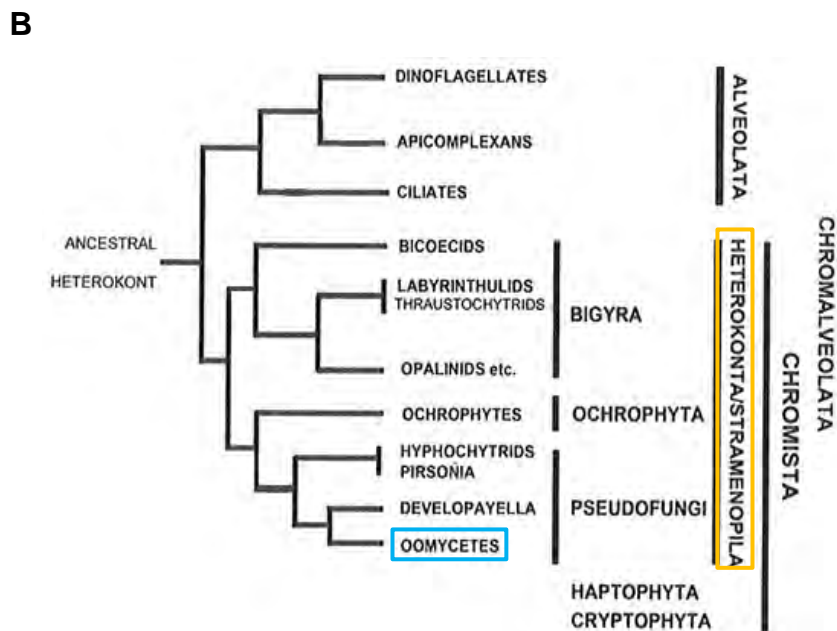 B
DINOFLAGELLATES
APICOMPLEXANS
CILIATES
ALVEOLATA
ANCESTRAL
HETEROKONT
BICOECIDS
LABYRINTHULIDS
THRAUSTOCHYTRIDS
OPALINIDS etc.
BIGYRA
OCHROPHYTES
OCHROPHYTA
HYPHOCHYTRIDS
PIRSOÑIA
DEVELOPAYELLA
OOMYCETES
PSEUDOFUNGI
HETEROKONTA/STRAMENOPILA
CHROMISTA
CHROMALVEOLATA
HAPTOPHYTA
CRYPTOPHYTA